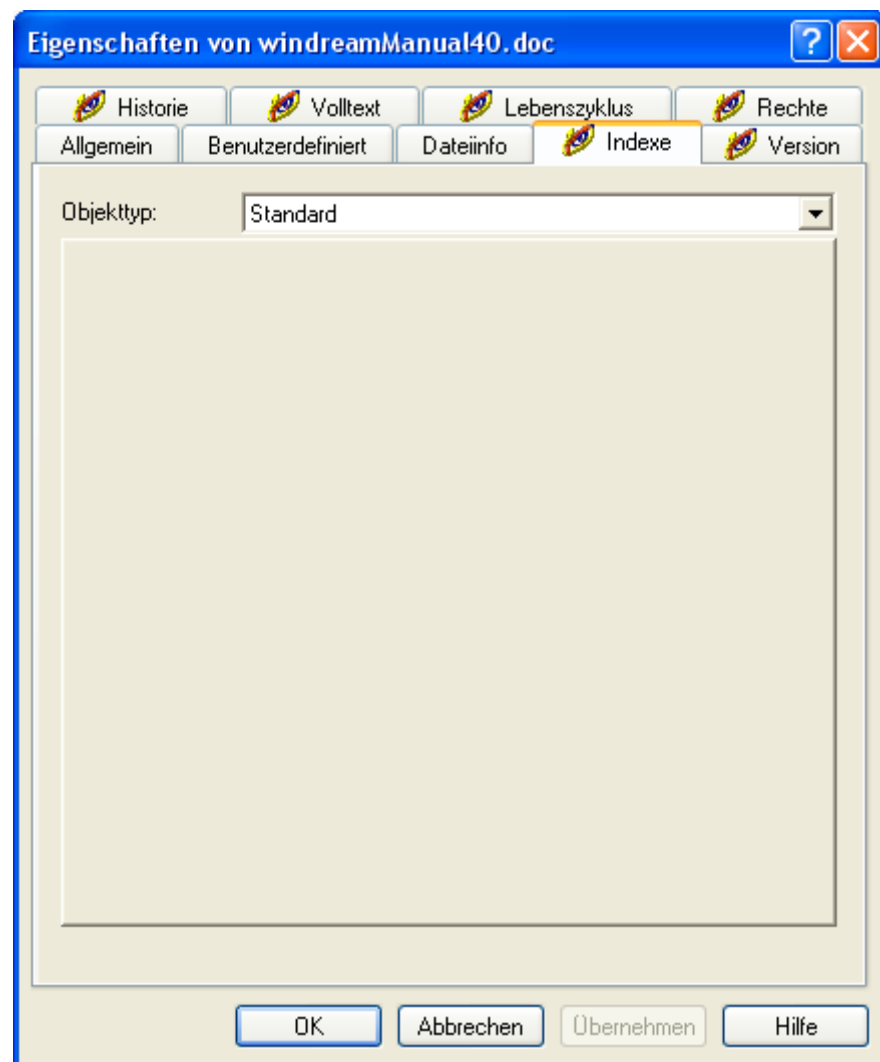 Eigenschaften von windreamManual40.doc
Historie Volltext Lebenszyklus Rechte
Allgemein Benutzerdefiniert Dateiinfo Indexe Version
Objekttyp: Standard
OK Abbrechen Übernehmen Hilfe